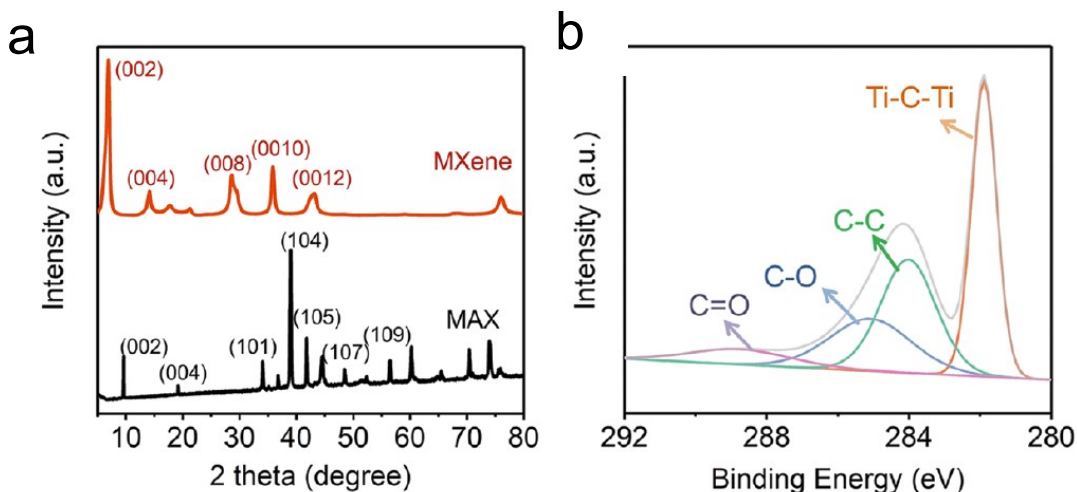 a
(002)
(004)
(008)
(0010)
(0012)
MXene
(104)
(105)
MAX
(002)
(004)
(101)
(107)
(109)
Intensity (a.u.)
10 20 30 40 50 60 70 80
2 theta (degree)
b
Ti-C-Ti
C-C
C-O
C=O
Intensity (a.u.)
292 288 284 280
Binding Energy (eV)